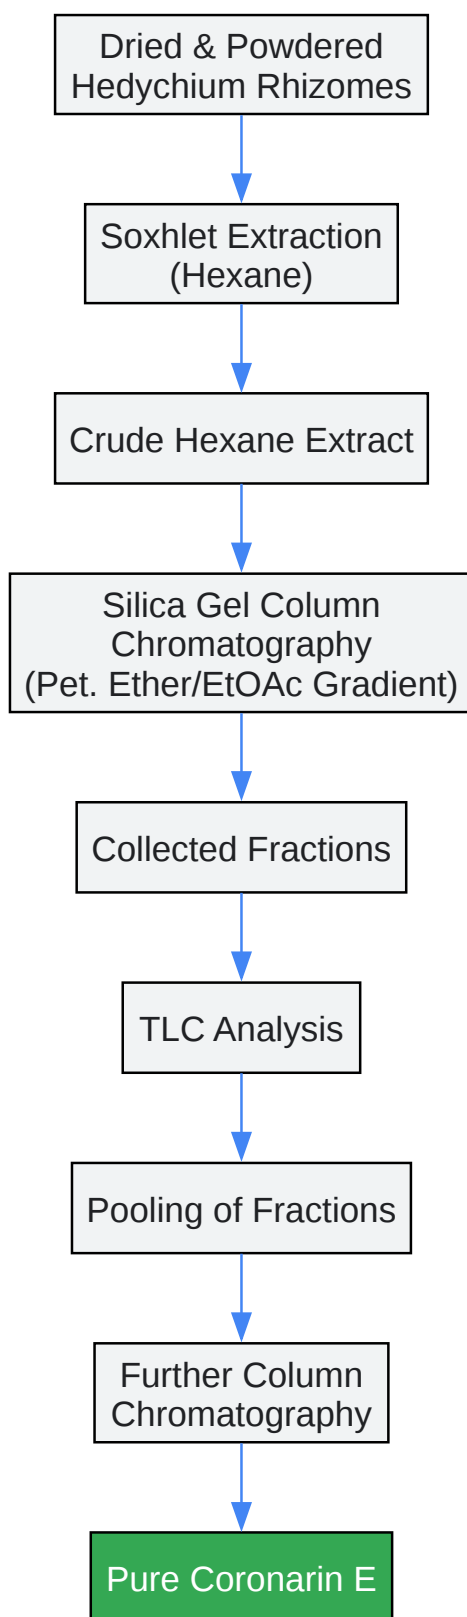 Dried & Powdered
Hedychium Rhizomes
Soxhlet Extraction
(Hexane)
Crude Hexane Extract
Silica Gel Column
Chromatography
(Pet. Ether/EtOAc Gradient)
Collected Fractions
TLC Analysis
Pooling of Fractions
Further Column
Chromatography
Pure Coronarin E